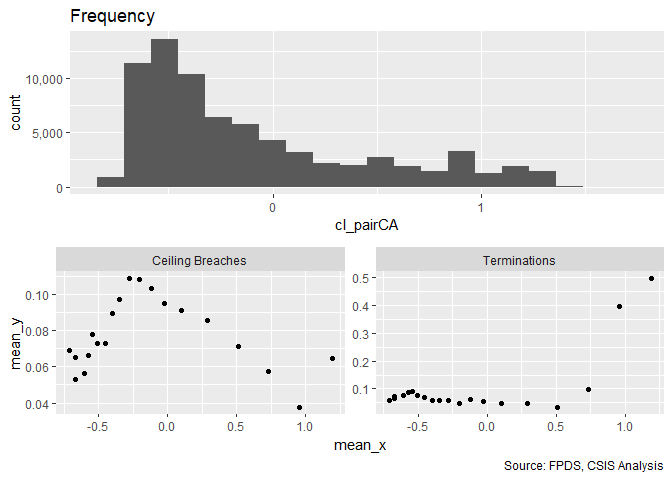 Frequency
10,000
5,000
0
count
0
1
cl_pairCA
Ceiling Breaches
Terminations
mean_y
0.10
0.08
0.06
0.04
0.5
0.4
0.3
0.2
0.1
-0.5
0.0
0.5
1.0
-0.5
0.0
0.5
1.0
mean_x
Source: FPDS, CSIS Analysis